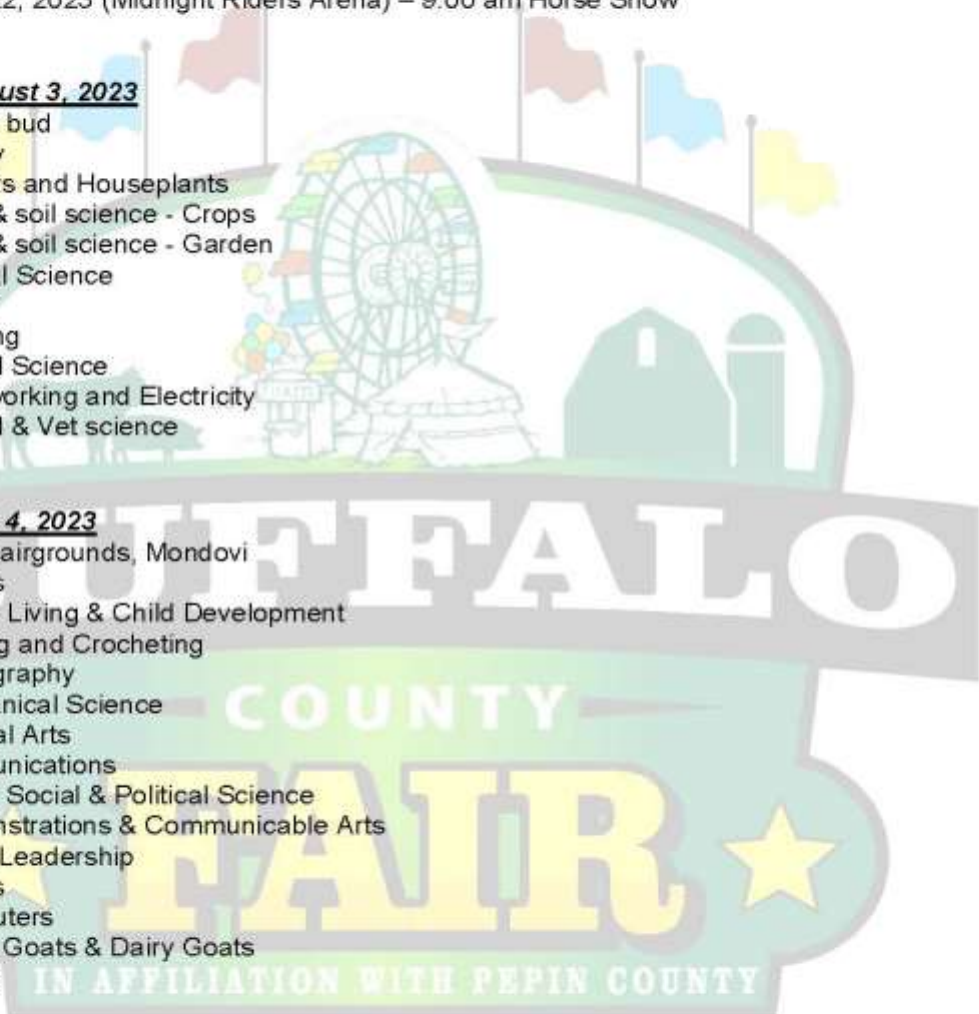 2, 2023 (Midnight Riders Arena) – 9:00 am Horse Show
ust 3, 2023
bud
y
s and Houseplants
& soil science - Crops
& soil science - Garden
l Science
ng
l Science
working and Electricity
l & Vet science
4, 2023
airgrounds, Mondovi
s
Living & Child Development
g and Crocheting
graphy
nical Science
al Arts
unications
Social & Political Science
nstrations & Communicable Arts
Leadership
s
uters
Goats & Dairy Goats
UFFALO
COUNTY
FAIR
IN AFFILIATION WITH PEPIN COUNTY